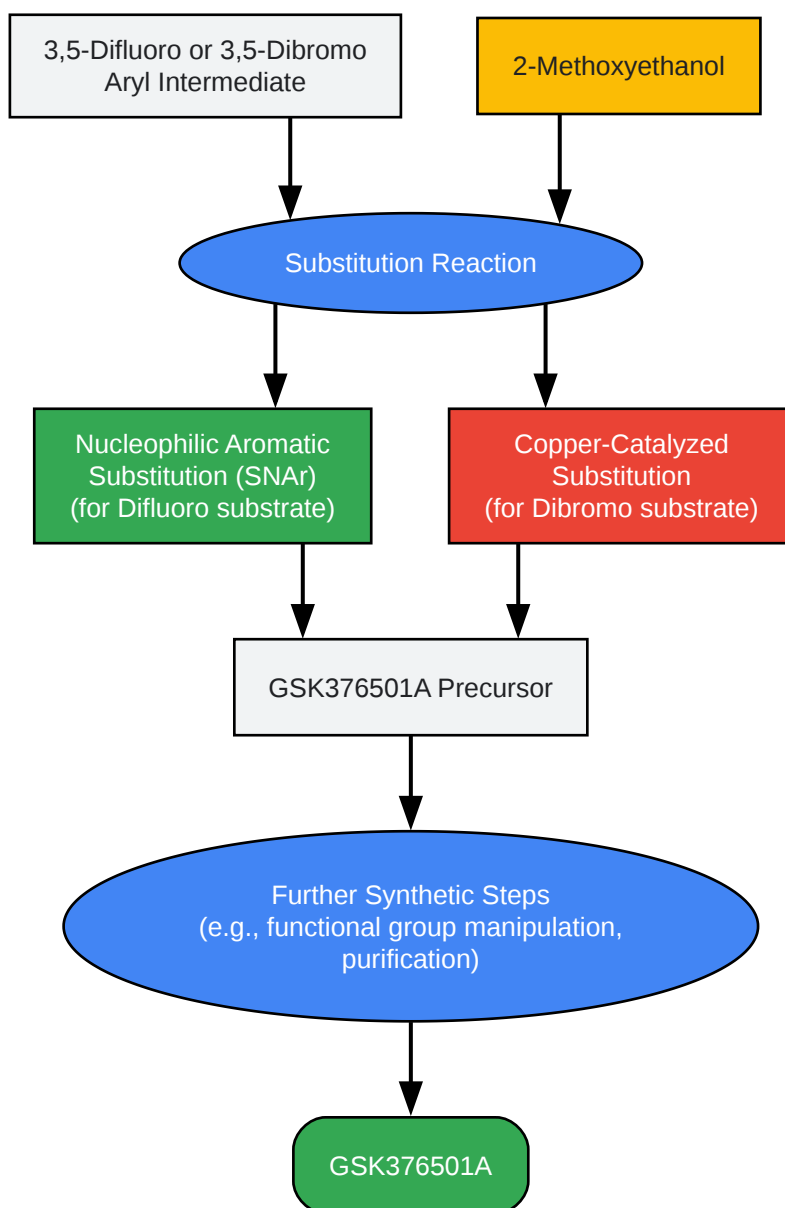 3,5-Difluoro or 3,5-Dibromo
Aryl Intermediate
2-Methoxyethanol
Substitution Reaction
Nucleophilic Aromatic
Substitution (SNAr)
(for Difluoro substrate)
Copper-Catalyzed
Substitution
(for Dibromo substrate)
GSK376501A Precursor
Further Synthetic Steps
(e.g., functional group manipulation,
purification)
GSK376501A